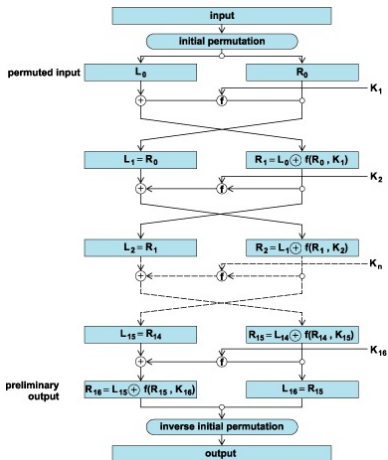 input
initial permutation
permuted input
L₀
R₀
K₁
+
f
L₁ = R₀
R₁ = L₀ ⊕ f(R₀ , K₁)
K₂
+
f
L₂ = R₁
R₂ = L₁ ⊕ f(R₁ , K₂)
Kₙ
+
f
L₁₅ = R₁₄
R₁₅ = L₁₄ ⊕ f(R₁₄ , K₁₅)
K₁₆
+
f
preliminary output
R₁₆ = L₁₅ ⊕ f(R₁₅ , K₁₆)
L₁₆ = R₁₅
inverse initial permutation
output